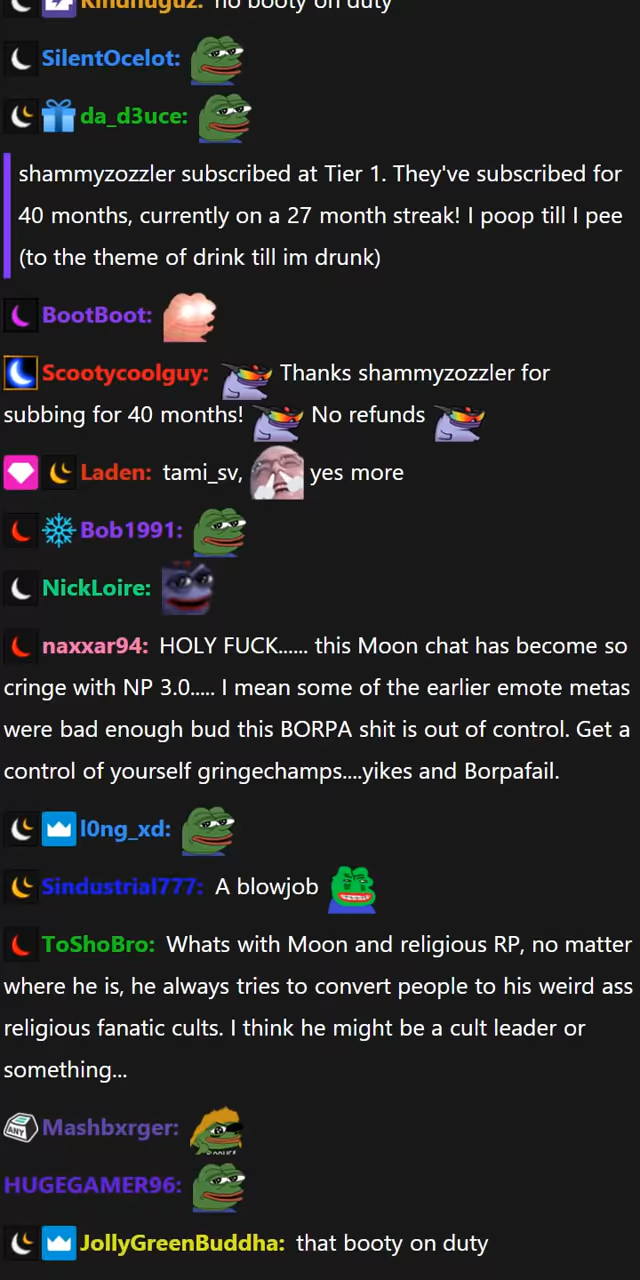 Kindhuguz: no booty on duty
SilentOcelot:
da_d3uce:
shammyzozzler subscribed at Tier 1. They've subscribed for
40 months, currently on a 27 month streak! I poop till I pee
(to the theme of drink till im drunk)
BootBoot:
Scootycoolguy: Thanks shammyzozzler for
subbing for 40 months! No refunds
Laden: tami_sv, yes more
Bob1991:
NickLoire:
naxxar94: HOLY FUCK...... this Moon chat has become so
cringe with NP 3.0..... I mean some of the earlier emote metas
were bad enough bud this BORPA shit is out of control. Get a
control of yourself gringechamps....yikes and Borpafail.
l0ng_xd:
Sindustrial777: A blowjob
ToShoBro: Whats with Moon and religious RP, no matter
where he is, he always tries to convert people to his weird ass
religious fanatic cults. I think he might be a cult leader or
something...
ANY Mashbxrger:
HUGEGAMER96:
JollyGreenBuddha: that booty on duty